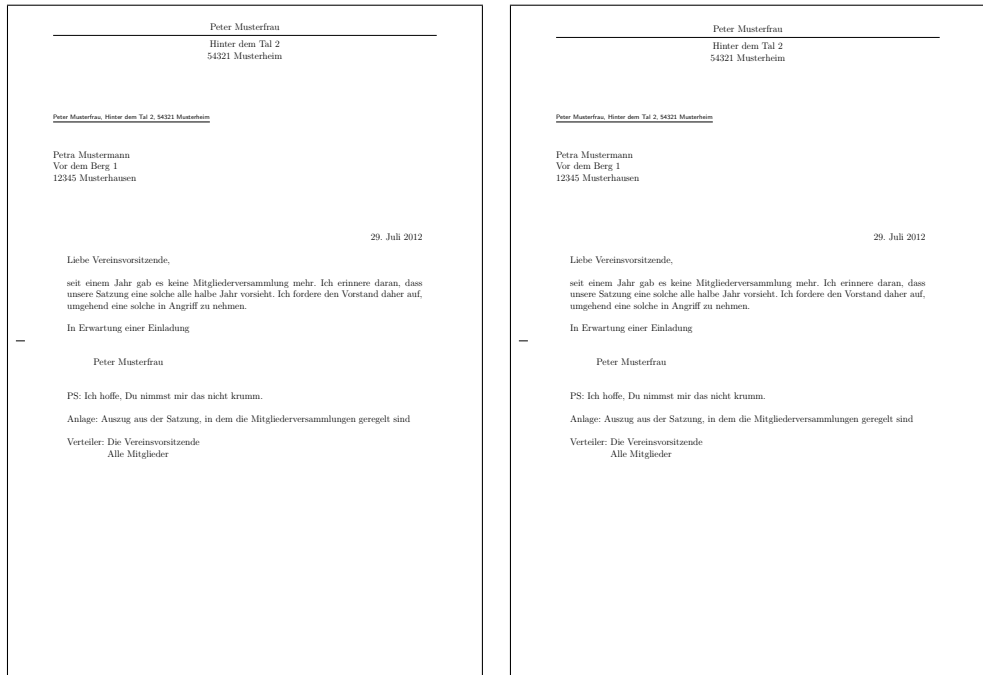 Peter Musterfrau
Hinter dem Tal 2
54321 Musterheim
Peter Musterfrau, Hinter dem Tal 2, 54321 Musterheim
Petra Mustermann
Vor dem Berg 1
12345 Musterhausen
29. Juli 2012
Liebe Vereinsvorsitzende,
seit einem Jahr gab es keine Mitgliederversammlung mehr. Ich erinnere daran, dass
unsere Satzung eine solche alle halbe Jahr vorsieht. Ich fordere den Vorstand daher auf,
umgehend eine solche in Angriff zu nehmen.
In Erwartung einer Einladung
Peter Musterfrau
PS: Ich hoffe, Du nimmst mir das nicht krumm.
Anlage: Auszug aus der Satzung, in dem die Mitgliederversammlungen geregelt sind
Verteiler: Die Vereinsvorsitzende
Alle Mitglieder
Peter Musterfrau
Hinter dem Tal 2
54321 Musterheim
Peter Musterfrau, Hinter dem Tal 2, 54321 Musterheim
Petra Mustermann
Vor dem Berg 1
12345 Musterhausen
29. Juli 2012
Liebe Vereinsvorsitzende,
seit einem Jahr gab es keine Mitgliederversammlung mehr. Ich erinnere daran, dass
unsere Satzung eine solche alle halbe Jahr vorsieht. Ich fordere den Vorstand daher auf,
umgehend eine solche in Angriff zu nehmen.
In Erwartung einer Einladung
Peter Musterfrau
PS: Ich hoffe, Du nimmst mir das nicht krumm.
Anlage: Auszug aus der Satzung, in dem die Mitgliederversammlungen geregelt sind
Verteiler: Die Vereinsvorsitzende
Alle Mitglieder